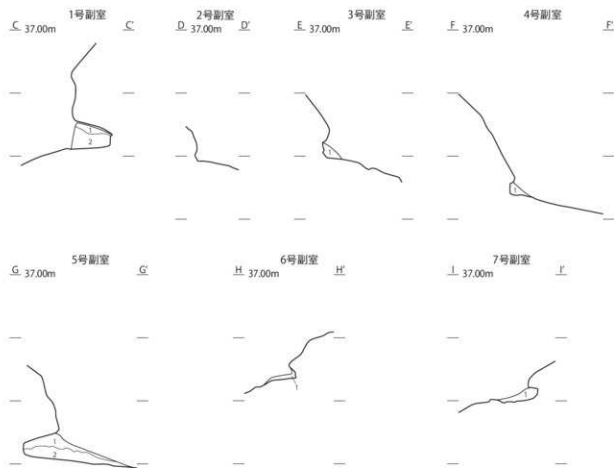 1号副室
C 37.00m C'
1
2
2号副室
D 37.00m D'
3号副室
E 37.00m E'
1
4号副室
F 37.00m F'
1
5号副室
G 37.00m G'
1
2
6号副室
H 37.00m H'
1
7号副室
I 37.00m I'
1